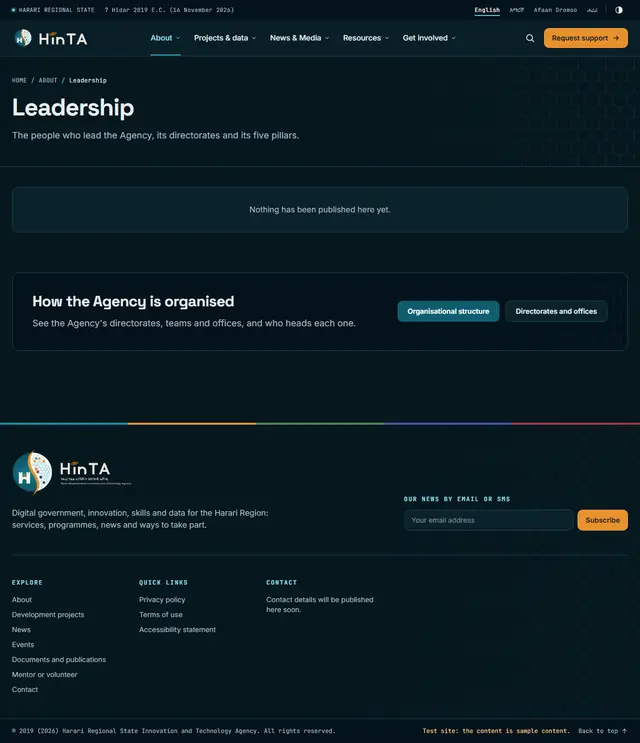 HARARI REGIONAL STATE 7 Hidar 2019 E.C. (16 November 2026)
English አማርኛ Afaan Oromoo
HinTA
About Projects & data News & Media Resources Get involved
Request support →
HOME / ABOUT / Leadership
Leadership
The people who lead the Agency, its directorates and its five pillars.
Nothing has been published here yet.
How the Agency is organised
See the Agency's directorates, teams and offices, and who heads each one.
Organisational structure
Directorates and offices
H HinTA
Digital government, innovation, skills and data for the Harari Region:
services, programmes, news and ways to take part.
OUR NEWS BY EMAIL OR SMS
Your email address
Subscribe
EXPLORE
About
Development projects
News
Events
Documents and publications
Mentor or volunteer
Contact
QUICK LINKS
Privacy policy
Terms of use
Accessibility statement
CONTACT
Contact details will be published
here soon.
© 2019 (2026) Harari Regional State Innovation and Technology Agency. All rights reserved.
Test site: the content is sample content.
Back to top ↑